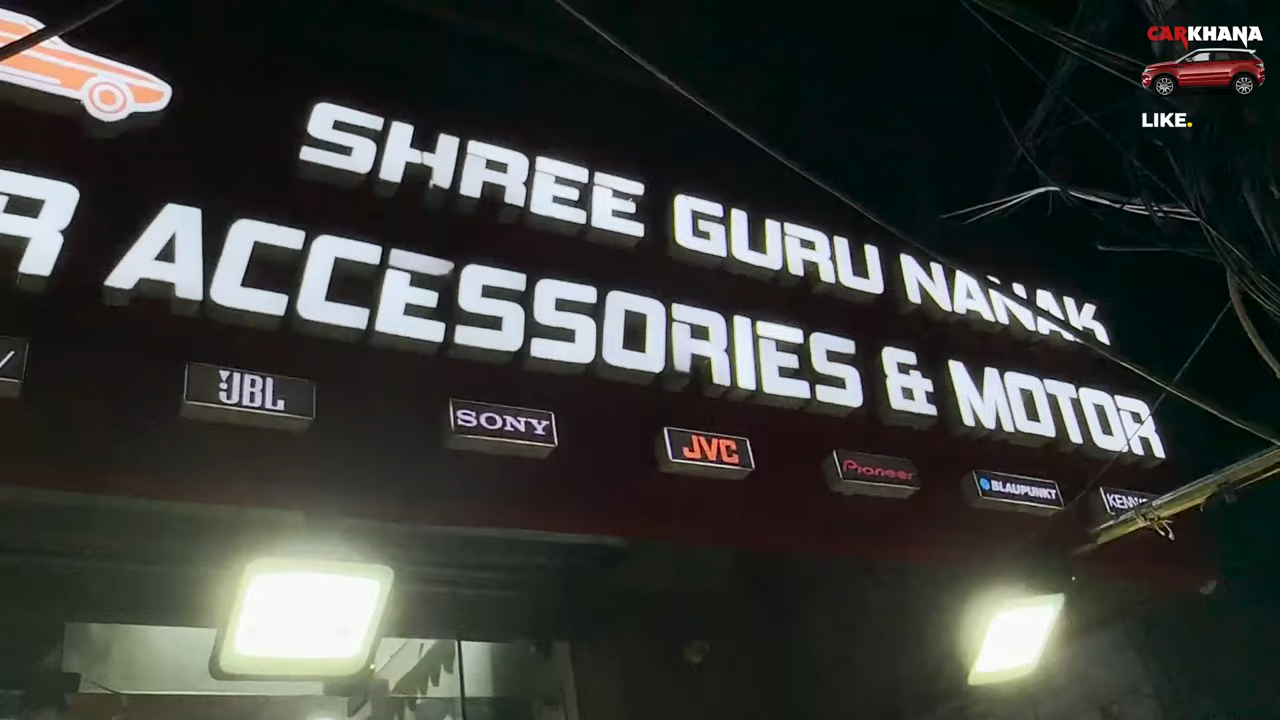 CARKHANA
LIKE.
SHREE GURU NANAK
R ACCESSORIES & MOTOR
JBL
SONY
JVC
Pioneer
BLAUPUNKT